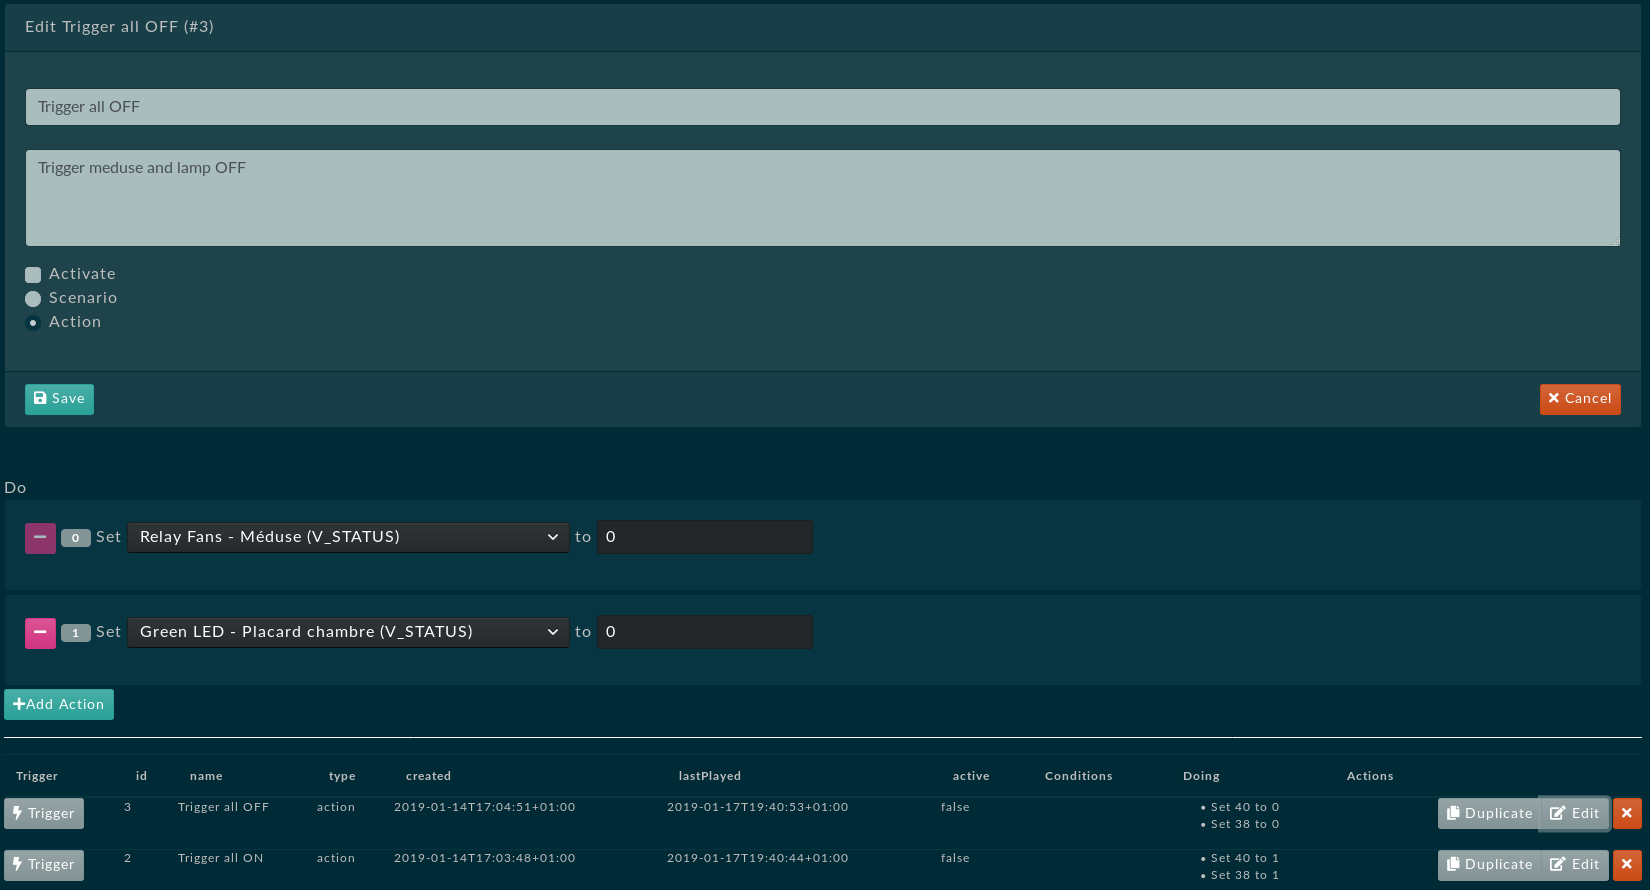 Edit Trigger all OFF (#3)
Trigger all OFF
Trigger meduse and lamp OFF
Activate
Scenario
Action
Save Cancel
Do
0 Set Relay Fans - Méduse (V_STATUS) to 0
1 Set Green LED - Placard chambre (V_STATUS) to 0
Add Action
Trigger id name type created lastPlayed active Conditions Doing Actions
Trigger 3 Trigger all OFF action 2019-01-14T17:04:51+01:00 2019-01-17T19:40:53+01:00 false • Set 40 to 0 Duplicate Edit
• Set 38 to 0
Trigger 2 Trigger all ON action 2019-01-14T17:03:48+01:00 2019-01-17T19:40:44+01:00 false • Set 40 to 1 Duplicate Edit
• Set 38 to 1